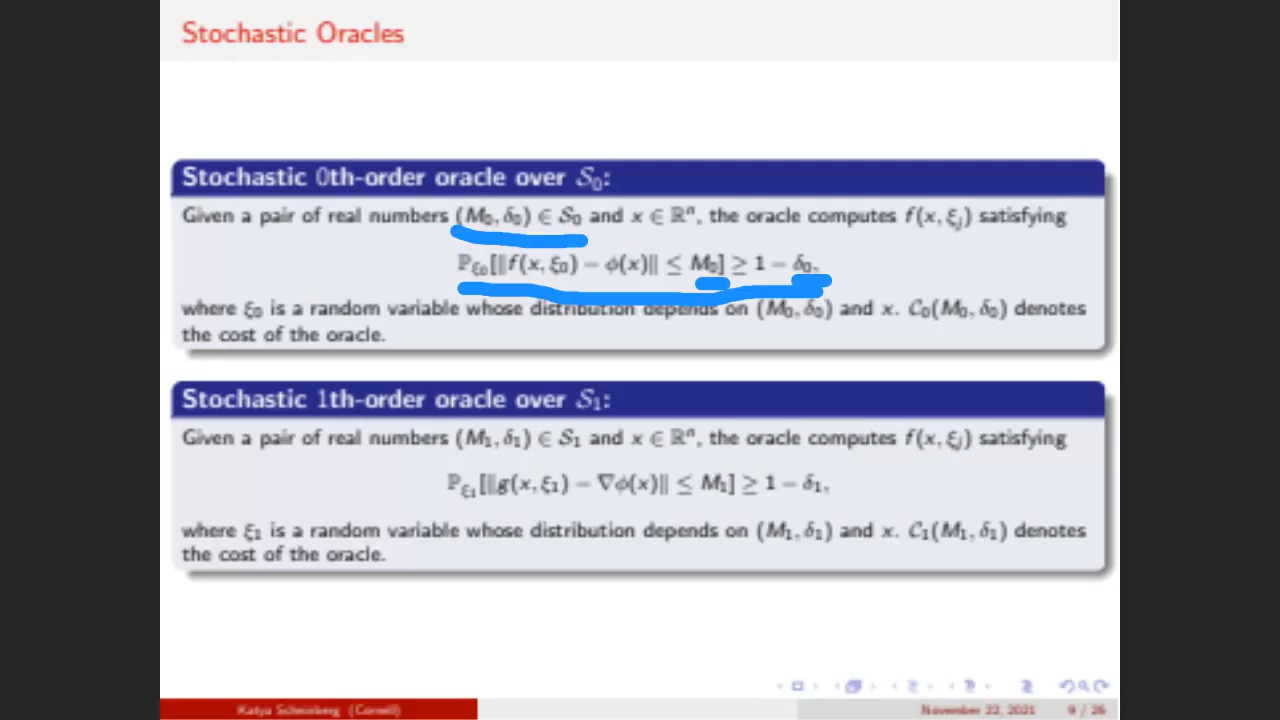 Stochastic Oracles
Stochastic 0th-order oracle over 𝒮₀:
Given a pair of real numbers (M₀, δ₀) ∈ 𝒮₀ and x ∈ ℝⁿ, the oracle computes f(x, ξⱼ) satisfying
ℙ_ξ₀[‖f(x, ξ₀) − ϕ(x)‖ ≤ M₀] ≥ 1 − δ₀,
where ξ₀ is a random variable whose distribution depends on (M₀, δ₀) and x. 𝒞₀(M₀, δ₀) denotes
the cost of the oracle.
Stochastic 1th-order oracle over 𝒮₁:
Given a pair of real numbers (M₁, δ₁) ∈ 𝒮₁ and x ∈ ℝⁿ, the oracle computes f(x, ξⱼ) satisfying
ℙ_ξ₁[‖g(x, ξ₁) − ∇ϕ(x)‖ ≤ M₁] ≥ 1 − δ₁,
where ξ₁ is a random variable whose distribution depends on (M₁, δ₁) and x. 𝒞₁(M₁, δ₁) denotes
the cost of the oracle.
Katya Scheinberg (Cornell)
November 22, 2021
9 / 26